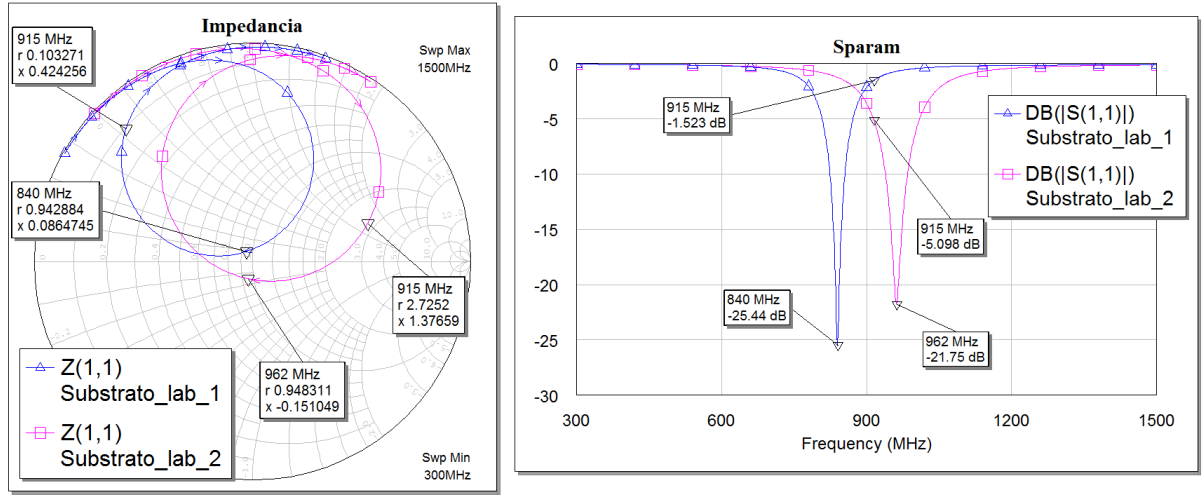 Impedancia
Swp Max
1500MHz
915 MHz
r 0.103271
x 0.424256
840 MHz
r 0.942884
x 0.0864745
915 MHz
r 2.7252
x 1.37659
962 MHz
r 0.948311
x -0.151049
Z(1,1)
Substrato_lab_1
Z(1,1)
Substrato_lab_2
Swp Min
300MHz
Sparam
0
-5
-10
-15
-20
-25
-30
915 MHz
-1.523 dB
DB(|S(1,1)|)
Substrato_lab_1
DB(|S(1,1)|)
Substrato_lab_2
915 MHz
-5.098 dB
840 MHz
-25.44 dB
962 MHz
-21.75 dB
300
600
900
1200
1500
Frequency (MHz)